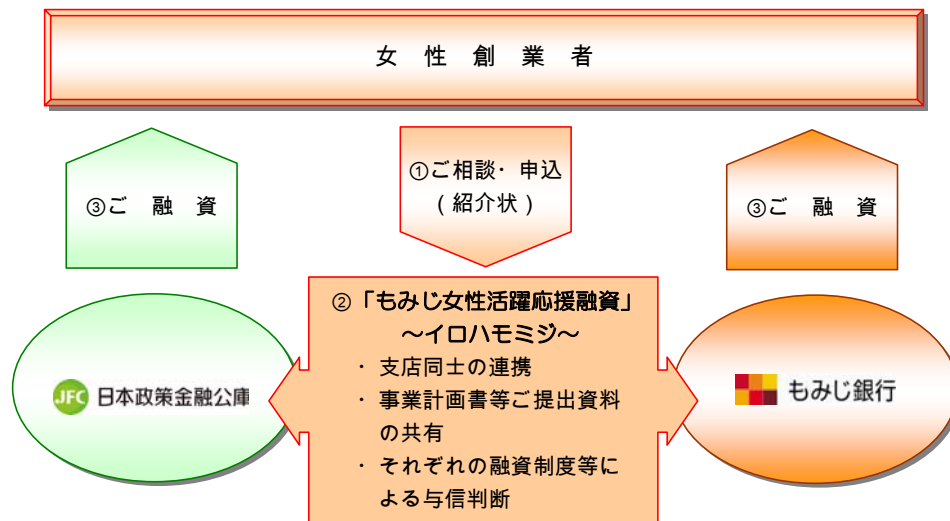 女 性 創 業 者
①ご相談・申込
(紹介状)
③ご 融 資
③ご 融 資
②「もみじ女性活躍応援融資」
~イロハモミジ~
・ 支店同士の連携
・ 事業計画書等ご提出資料
の共有
・ それぞれの融資制度等に
よる与信判断
JFC 日本政策金融公庫
もみじ銀行